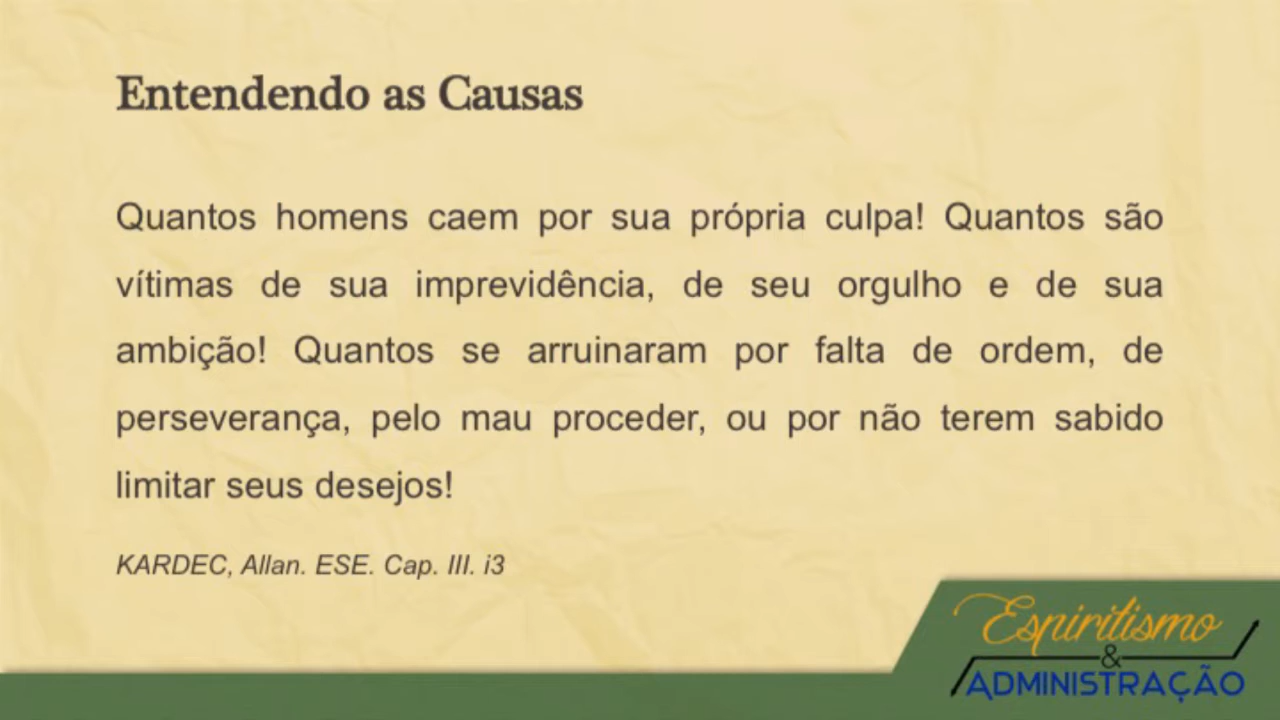 Entendendo as Causas
Quantos homens caem por sua própria culpa! Quantos são
vítimas de sua imprevidência, de seu orgulho e de sua
ambição! Quantos se arruinaram por falta de ordem, de
perseverança, pelo mau proceder, ou por não terem sabido
limitar seus desejos!
KARDEC, Allan. ESE. Cap. III. i3
Espiritismo
&
ADMINISTRAÇÃO